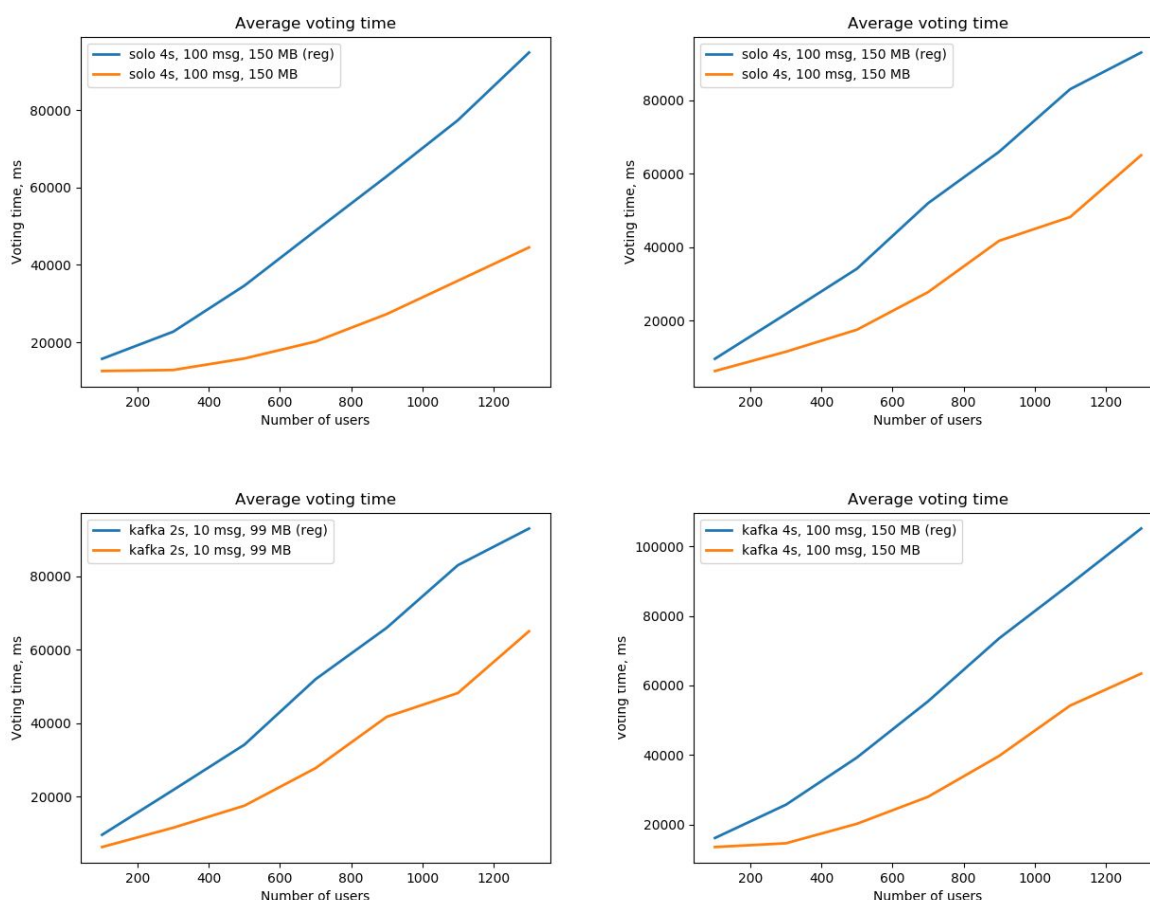 Average voting time
solo 4s, 100 msg, 150 MB (reg)
solo 4s, 100 msg, 150 MB
80000
60000
40000
20000
Voting time, ms
200 400 600 800 1000 1200
Number of users
Average voting time
solo 4s, 100 msg, 150 MB (reg)
solo 4s, 100 msg, 150 MB
80000
60000
40000
20000
Voting time, ms
200 400 600 800 1000 1200
Number of users
Average voting time
kafka 2s, 10 msg, 99 MB (reg)
kafka 2s, 10 msg, 99 MB
80000
60000
40000
20000
Voting time, ms
200 400 600 800 1000 1200
Number of users
Average voting time
kafka 4s, 100 msg, 150 MB (reg)
kafka 4s, 100 msg, 150 MB
100000
80000
60000
40000
20000
voting time, ms
200 400 600 800 1000 1200
Number of users